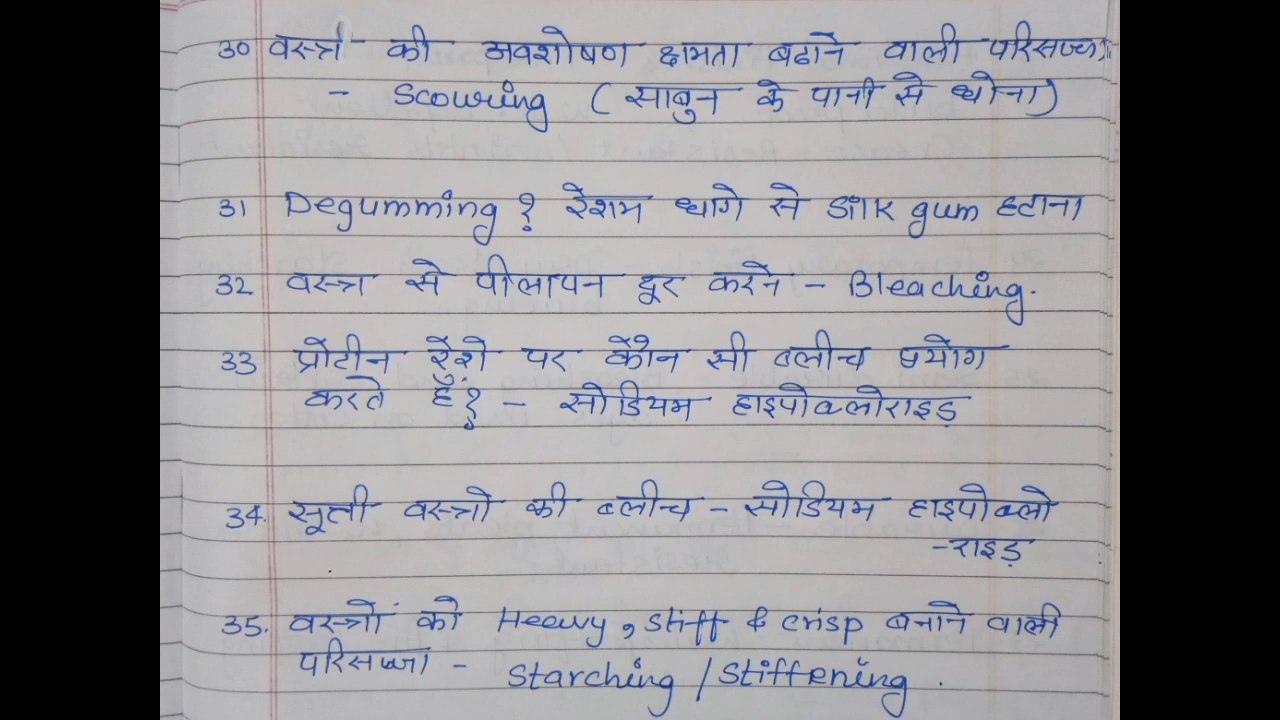 30 वस्त्र की अवशोषण क्षमता बढाने वाली परिसज्जा
- Scouring (साबुन के पानी से धोना)
31 Degumming? रेशम धागे से Silk gum हटाना
32 वस्त्र से पीलापन दूर करने - Bleaching.
33 प्रोटीन रेशे पर कौन सी ब्लीच प्रयोग
करते हैं? - सोडियम हाइपोक्लोराइड़
34. सूती वस्त्रो की ब्लीच - सोडियम हाइपोक्लो
-राइड़
35. वस्त्रों को Heavy, stiff & crisp बनाने वाली
परिसज्जा - Starching / Stiffening.